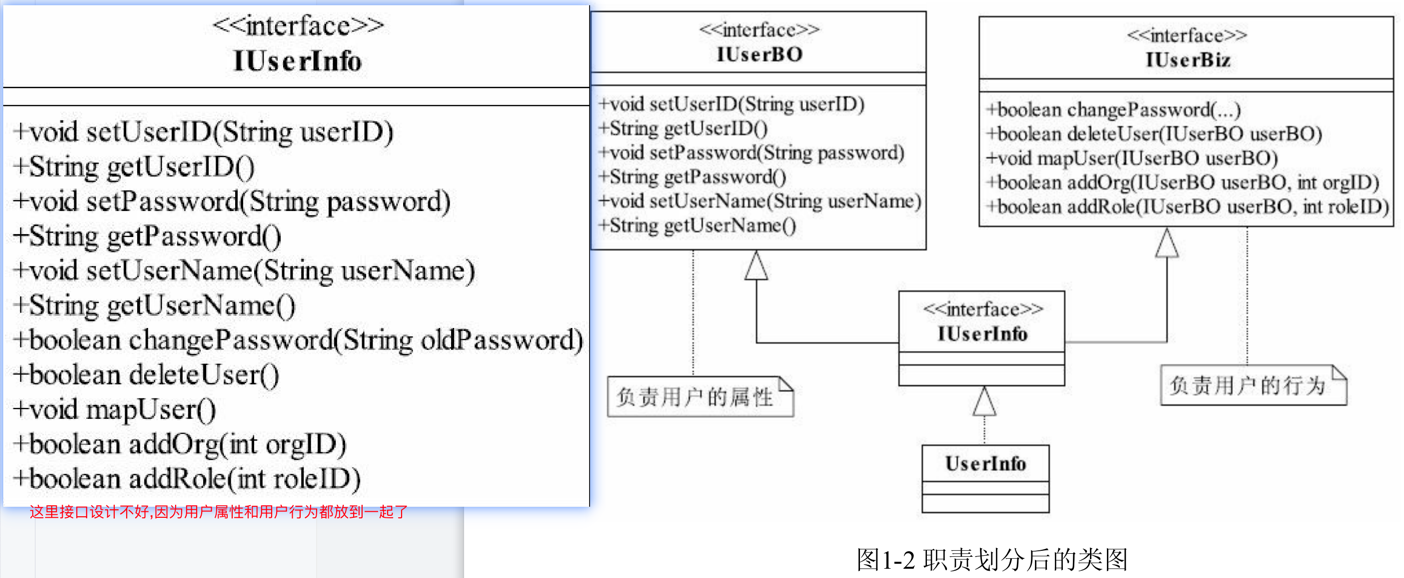 <<interface>>
IUserInfo
+void setUserID(String userID)
+String getUserID()
+void setPassword(String password)
+String getPassword()
+void setUserName(String userName)
+String getUserName()
+boolean changePassword(String oldPassword)
+boolean deleteUser()
+void mapUser()
+boolean addOrg(int orgID)
+boolean addRole(int roleID)
这里接口设计不好,因为用户属性和用户行为都放到一起了
<<interface>>
IUserBO
+void setUserID(String userID)
+String getUserID()
+void setPassword(String password)
+String getPassword()
+void setUserName(String userName)
+String getUserName()
<<interface>>
IUserBiz
+boolean changePassword(...)
+boolean deleteUser(IUserBO userBO)
+void mapUser(IUserBO userBO)
+boolean addOrg(IUserBO userBO, int orgID)
+boolean addRole(IUserBO userBO, int roleID)
<<interface>>
IUserInfo
负责用户的属性
负责用户的行为
UserInfo
图1-2 职责划分后的类图